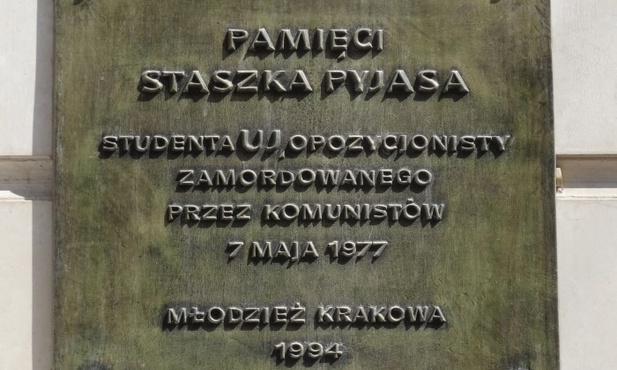 PAMIĘCI
STASZKA PYJASA
STUDENTA UJ, OPOZYCJONISTY
ZAMORDOWANEGO
PRZEZ KOMUNISTÓW
7 MAJA 1977
MŁODZIEŻ KRAKOWA
1994